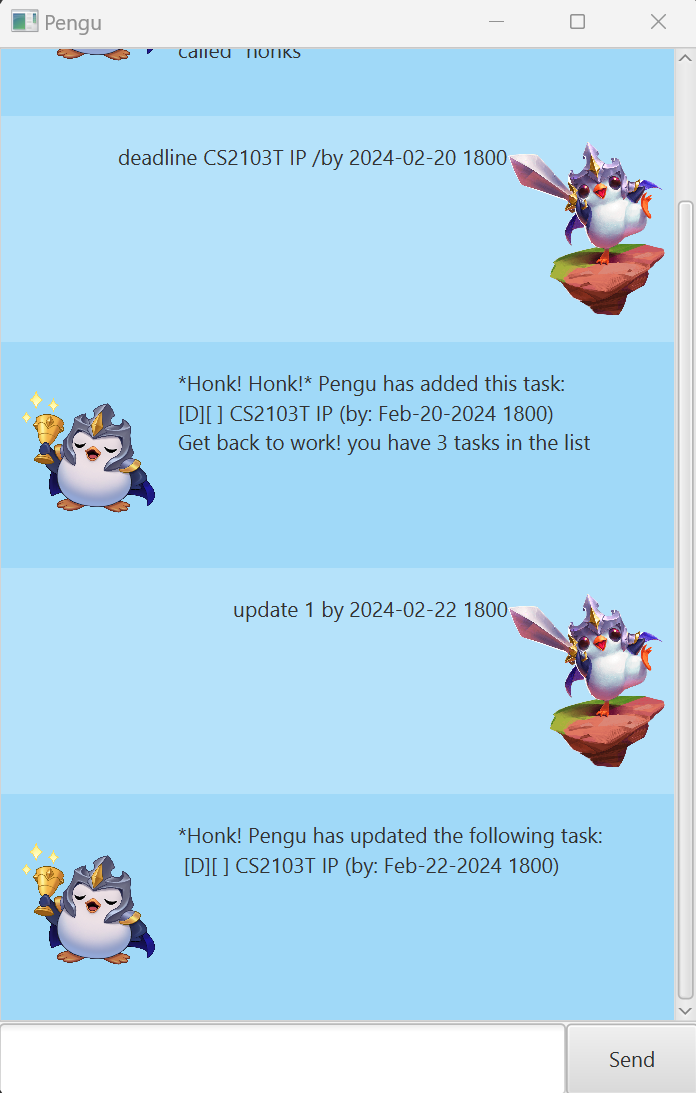 Pengu
called "honks
deadline CS2103T IP /by 2024-02-20 1800
*Honk! Honk!* Pengu has added this task:
[D][ ] CS2103T IP (by: Feb-20-2024 1800)
Get back to work! you have 3 tasks in the list
update 1 by 2024-02-22 1800
*Honk! Pengu has updated the following task:
[D][ ] CS2103T IP (by: Feb-22-2024 1800)
Send